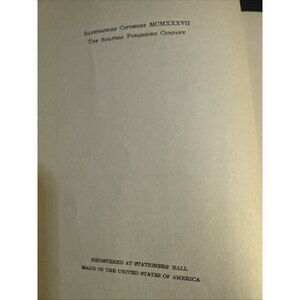 Illustrations Copyright MCMXXXVII
The Saalfield Publishing Company
REGISTERED AT STATIONERS' HALL
MADE IN THE UNITED STATES OF AMERICA